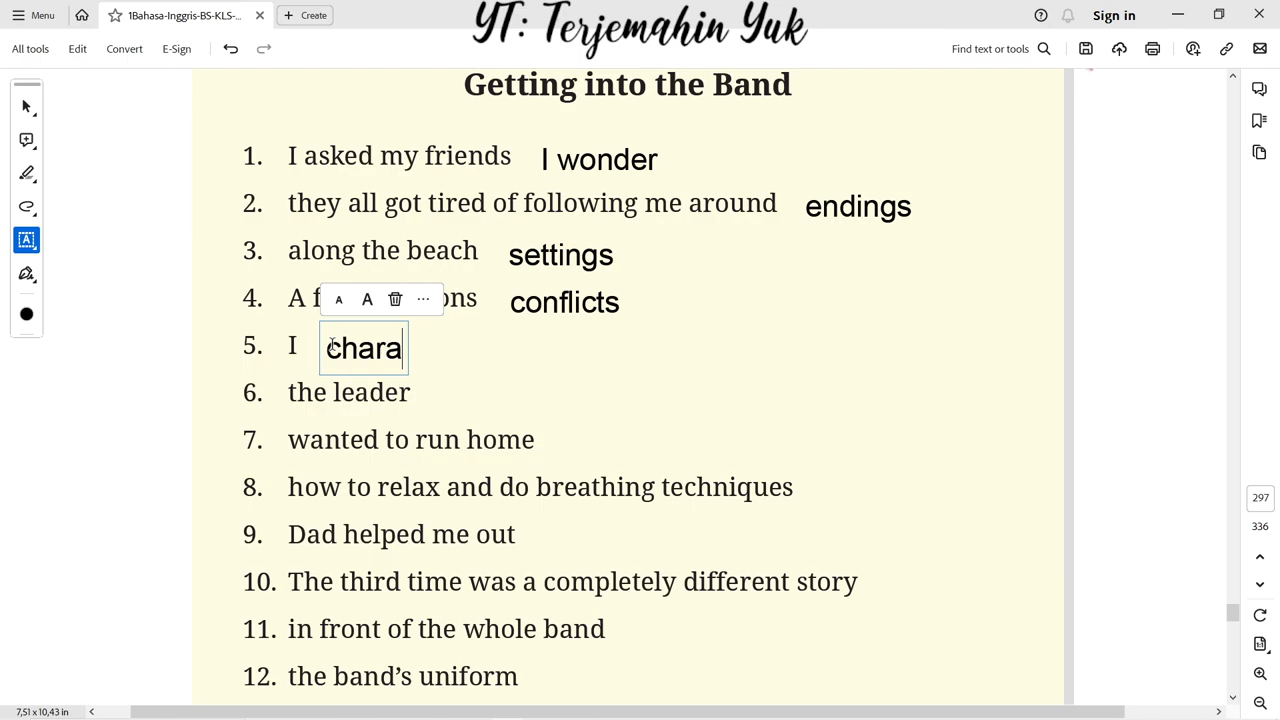 Menu
1Bahasa-Inggris-BS-KLS-...
Create
YT: Terjemahin Yuk
Sign in
All tools
Edit
Convert
E-Sign
Find text or tools
Getting into the Band
1. I asked my friends I wonder
2. they all got tired of following me around endings
3. along the beach settings
A A ...
4. A f ons conflicts
5. I chara
6. the leader
7. wanted to run home
8. how to relax and do breathing techniques
9. Dad helped me out
10. The third time was a completely different story
11. in front of the whole band
12. the band’s uniform
297
336
7,51 x 10,43 in